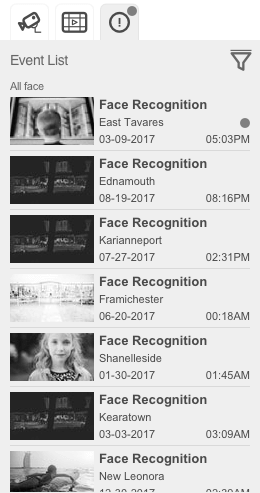 Event List
All face
Face Recognition
East Tavares
03-09-2017 05:03PM
Face Recognition
Ednamouth
08-19-2017 08:16PM
Face Recognition
Karianneport
07-27-2017 02:31PM
Face Recognition
Framichester
06-20-2017 00:18AM
Face Recognition
Shanelleside
01-30-2017 01:45AM
Face Recognition
Kearatown
03-03-2017 03:09AM
Face Recognition
New Leonora